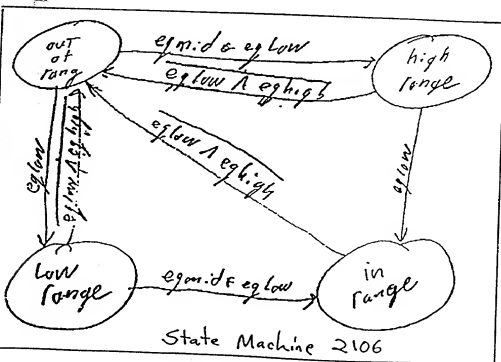 out
of
rang
eqmid & eqlow
high
range
eqlow ∧ eqhigh
eqlow ∧ eqhigh
eqlow
eqlow
low
range
eqmid & eqlow
in
range
State Machine 2106